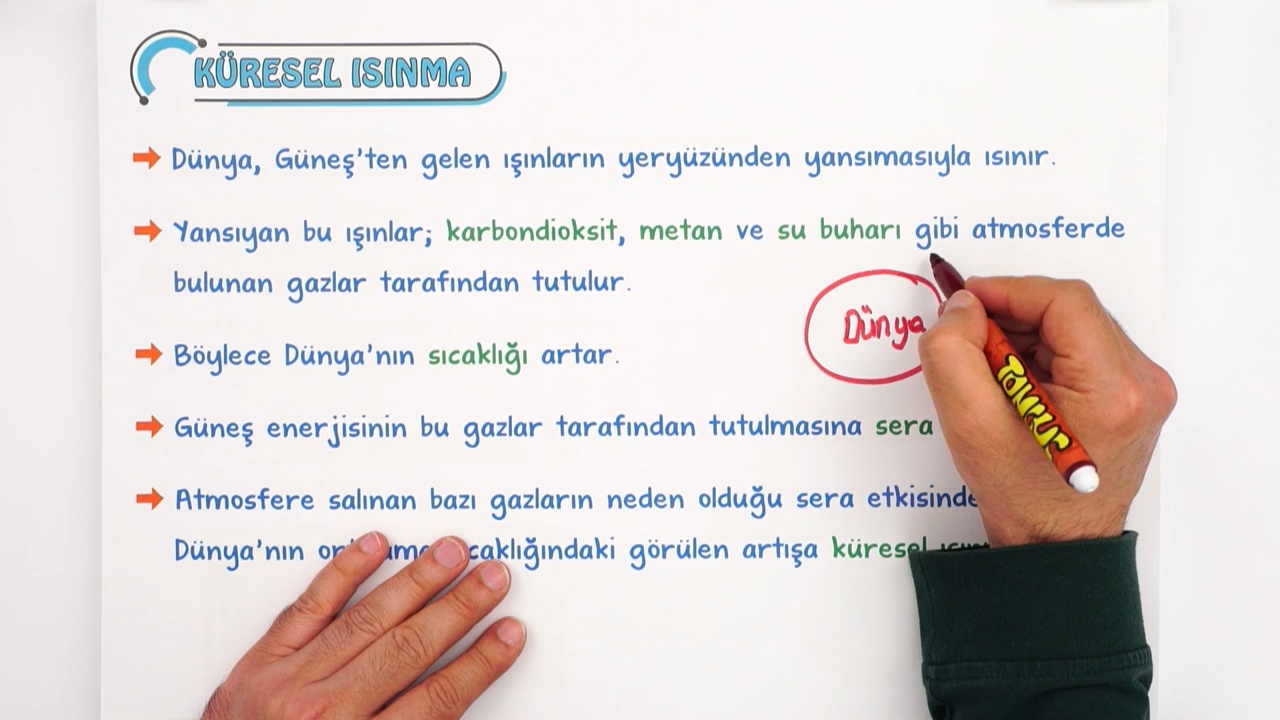 KÜRESEL ISINMA
Dünya, Güneş'ten gelen ışınların yeryüzünden yansımasıyla ısınır.
Yansıyan bu ışınlar; karbondioksit, metan ve su buharı gibi atmosferde
bulunan gazlar tarafından tutulur.
Dünya
Böylece Dünya'nın sıcaklığı artar.
Güneş enerjisinin bu gazlar tarafından tutulmasına sera
Atmosfere salınan bazı gazların neden olduğu sera etkisinde
Dünya'nın görülen artışa küresel